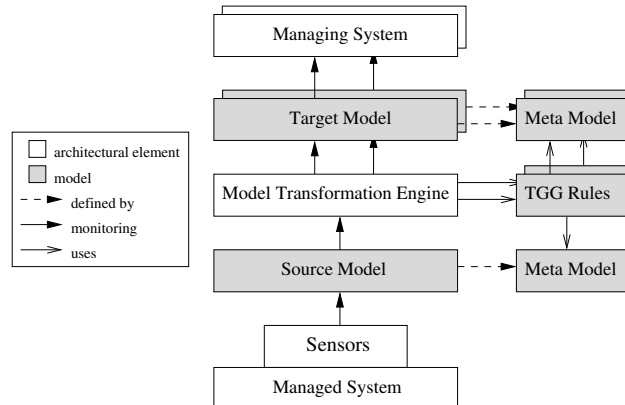 Managing System
Target Model
Meta Model
architectural element
model
defined by
monitoring
uses
Model Transformation Engine
TGG Rules
Source Model
Meta Model
Sensors
Managed System